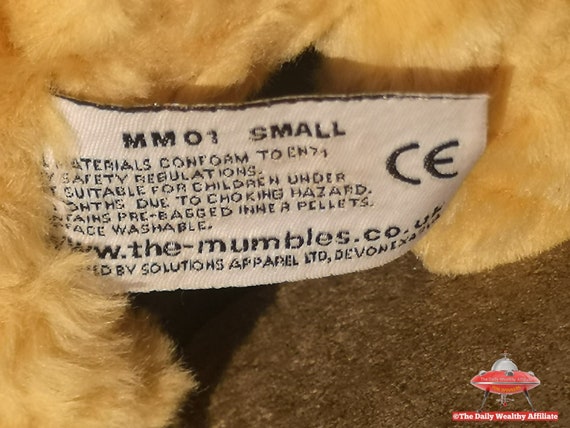 MM01 SMALL
MATERIALS CONFORM TO EN71
SAFETY REGULATIONS.
SUITABLE FOR CHILDREN UNDER
DUE TO CHOKING HAZARD.
PRE-BAGGED INNER PELLETS.
WASHABLE.
CE
www.the-mumbles.co.uk
BY SOLUTIONS APPAREL LTD, DEVON
The Daily Wealthy Affiliate
©The Daily Wealthy Affiliate